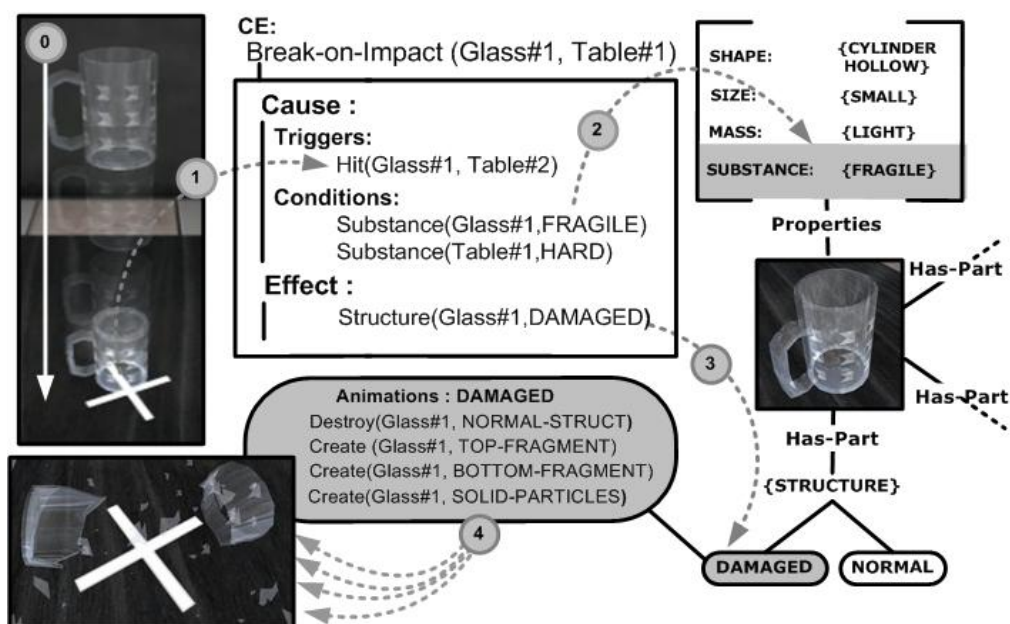 0
CE:
Break-on-Impact (Glass#1, Table#1)
Cause :
Triggers:
Hit(Glass#1, Table#2)
Conditions:
Substance(Glass#1,FRAGILE)
Substance(Table#1,HARD)
Effect :
Structure(Glass#1,DAMAGED)
1
2
3
SHAPE: {CYLINDER
HOLLOW}
SIZE: {SMALL}
MASS: {LIGHT}
SUBSTANCE: {FRAGILE}
Properties
Has-Part
Has-Part
Has-Part
{STRUCTURE}
DAMAGED
NORMAL
Animations : DAMAGED
Destroy(Glass#1, NORMAL-STRUCT)
Create (Glass#1, TOP-FRAGMENT)
Create(Glass#1, BOTTOM-FRAGMENT)
Create(Glass#1, SOLID-PARTICLES)
4